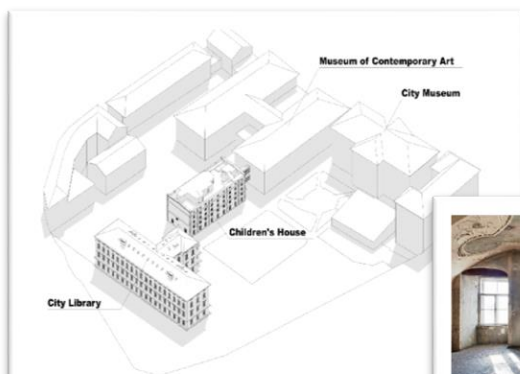 Museum of Contemporary Art
City Museum
Children's House
City Library